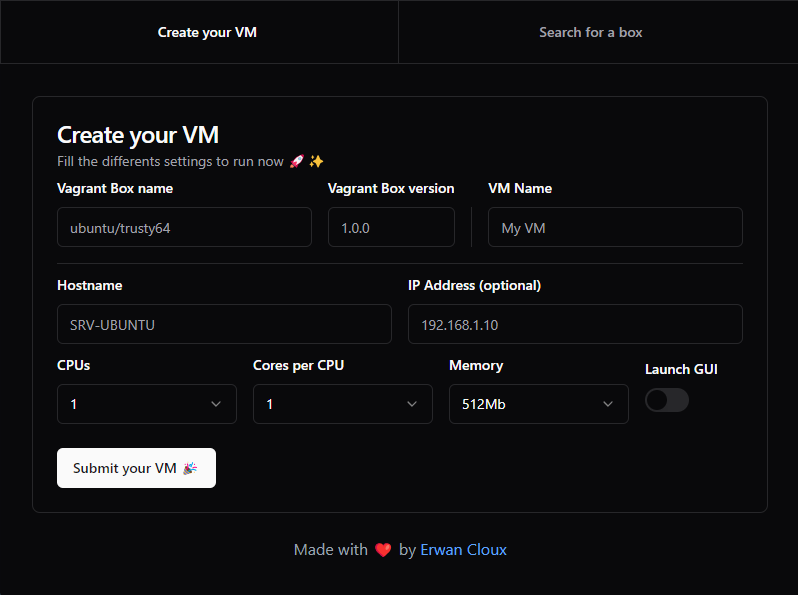 Create your VM
Search for a box
Create your VM
Fill the differents settings to run now 🚀 ✨
Vagrant Box name
Vagrant Box version
VM Name
ubuntu/trusty64
1.0.0
My VM
Hostname
IP Address (optional)
SRV-UBUNTU
192.168.1.10
CPUs
Cores per CPU
Memory
Launch GUI
1
1
512Mb
Submit your VM 🎉
Made with ❤️ by Erwan Cloux